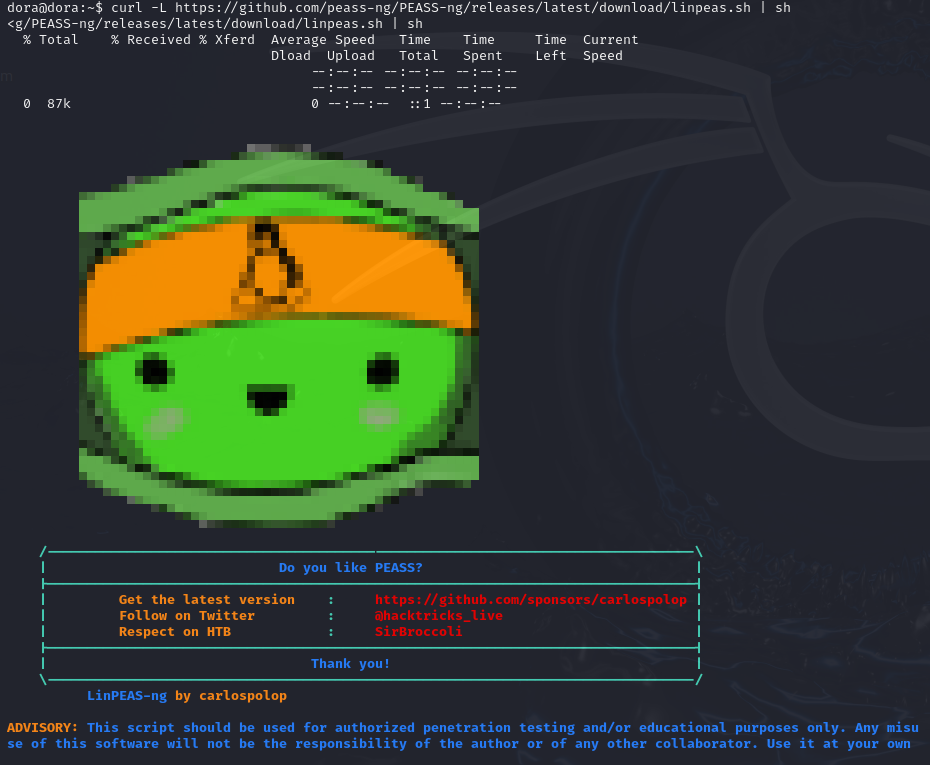 dora@dora:~$ curl -L https://github.com/peass-ng/PEASS-ng/releases/latest/download/linpeas.sh | sh
<g/PEASS-ng/releases/latest/download/linpeas.sh | sh
% Total % Received % Xferd Average Speed Time Time Time Current
Dload Upload Total Spent Left Speed
--:--:-- --:--:-- --:--:--
--:--:-- --:--:-- --:--:--
0 87k 0 --:--:-- ::1 --:--:--
/---------------------------------------------------------------------------------\
| Do you like PEASS? |
|---------------------------------------------------------------------------------|
| Get the latest version : https://github.com/sponsors/carlospolop |
| Follow on Twitter : @hacktricks_live |
| Respect on HTB : SirBroccoli |
|---------------------------------------------------------------------------------|
| Thank you! |
\---------------------------------------------------------------------------------/
LinPEAS-ng by carlospolop
ADVISORY: This script should be used for authorized penetration testing and/or educational purposes only. Any misu
se of this software will not be the responsibility of the author or of any other collaborator. Use it at your own